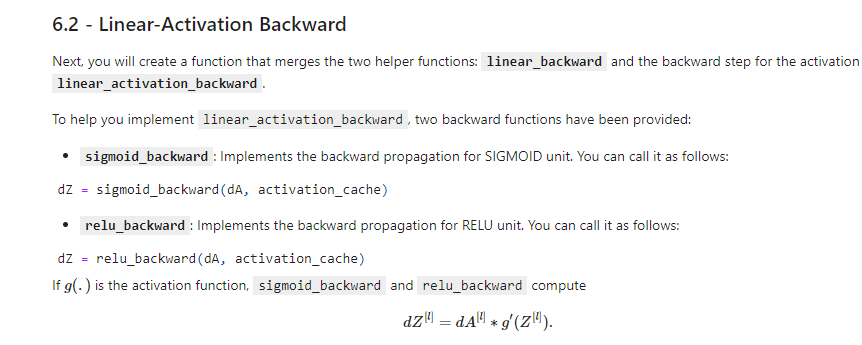 6.2 - Linear-Activation Backward
Next, you will create a function that merges the two helper functions: linear_backward and the backward step for the activation
linear_activation_backward .
To help you implement linear_activation_backward , two backward functions have been provided:
• sigmoid_backward : Implements the backward propagation for SIGMOID unit. You can call it as follows:
dZ = sigmoid_backward(dA, activation_cache)
• relu_backward : Implements the backward propagation for RELU unit. You can call it as follows:
dZ = relu_backward(dA, activation_cache)
If g(.) is the activation function, sigmoid_backward and relu_backward compute
dZ^[l] = dA^[l] * g′(Z^[l]).